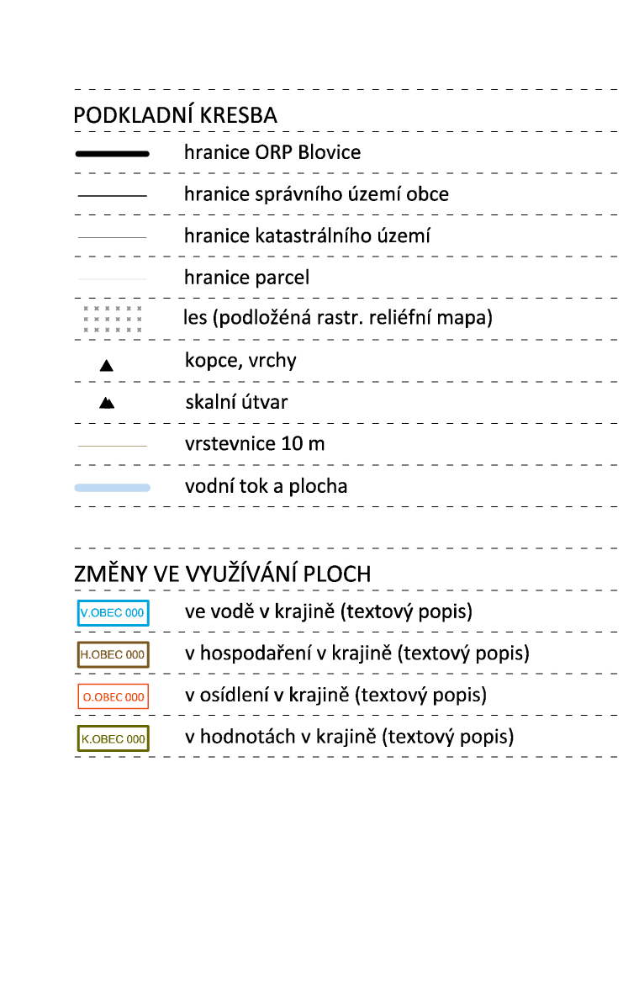 PODKLADNÍ KRESBA
hranice ORP Blovice
hranice správního území obce
hranice katastrálního území
hranice parcel
les (podložéná rastr. reliéfní mapa)
kopce, vrchy
skalní útvar
vrstevnice 10 m
vodní tok a plocha
ZMĚNY VE VYUŽÍVÁNÍ PLOCH
V.OBEC 000 ve vodě v krajině (textový popis)
H.OBEC 000 v hospodaření v krajině (textový popis)
O.OBEC 000 v osídlení v krajině (textový popis)
K.OBEC 000 v hodnotách v krajině (textový popis)